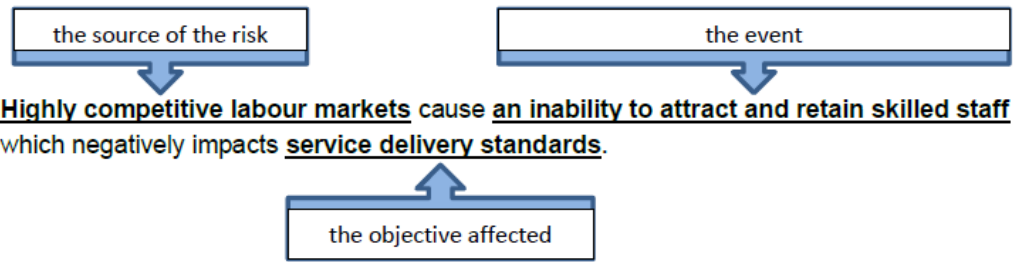 the source of the risk
the event
Highly competitive labour markets cause an inability to attract and retain skilled staff
which negatively impacts service delivery standards.
the objective affected